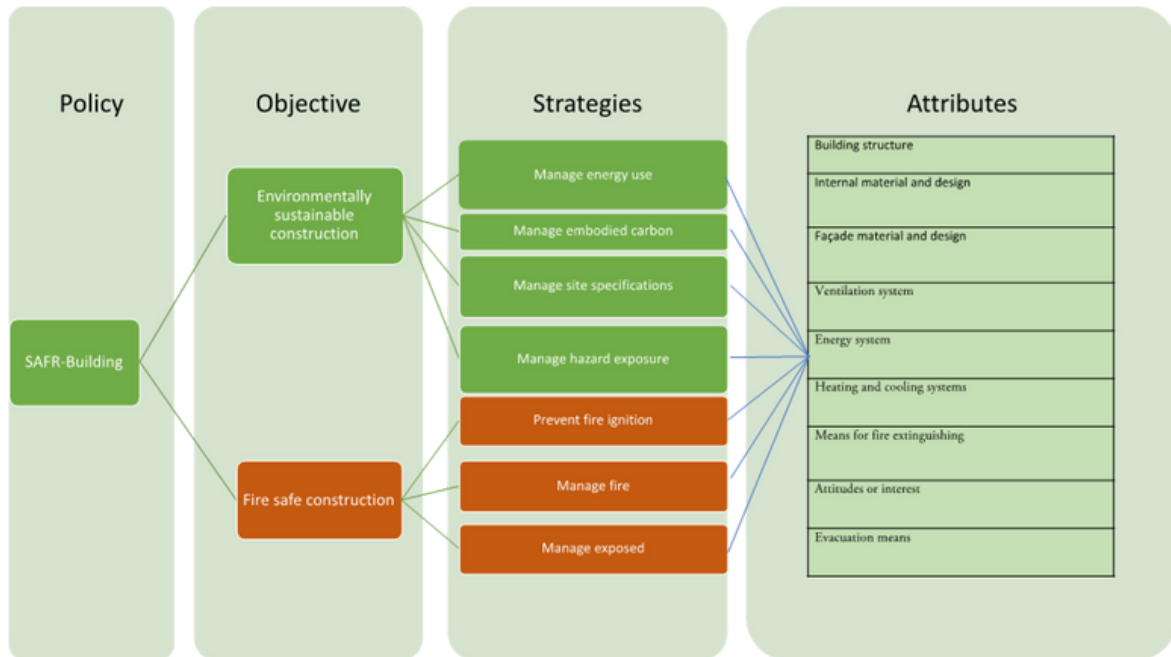 Policy
Objective
Strategies
Attributes
SAFR-Building
Environmentally
sustainable
construction
Fire safe construction
Manage energy use
Manage embodied carbon
Manage site specifications
Manage hazard exposure
Prevent fire ignition
Manage fire
Manage exposed
Building structure
Internal material and design
Façade material and design
Ventilation system
Energy system
Heating and cooling systems
Means for fire extinguishing
Attitudes or interest
Evacuation means